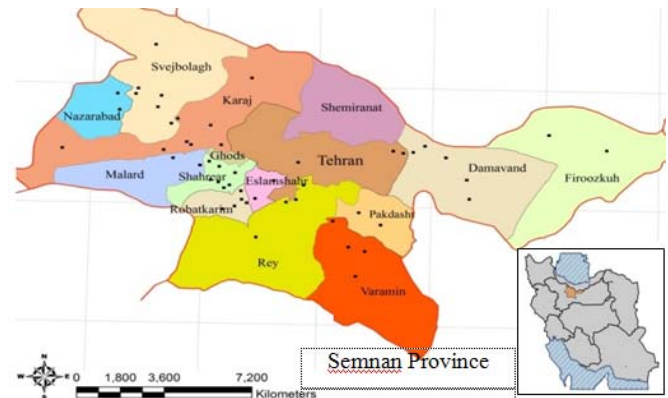 Svejbolagh
Nazarabad
Karaj
Shemiranat
Ghods
Tehran
Malard
Shahrear
Eslamshahr
Damavand
Firoozkuh
Robatkarim
Pakdasht
Rey
Varamin
Semnan Province
N
W E
S
0 1,800 3,600 7,200
Kilometers